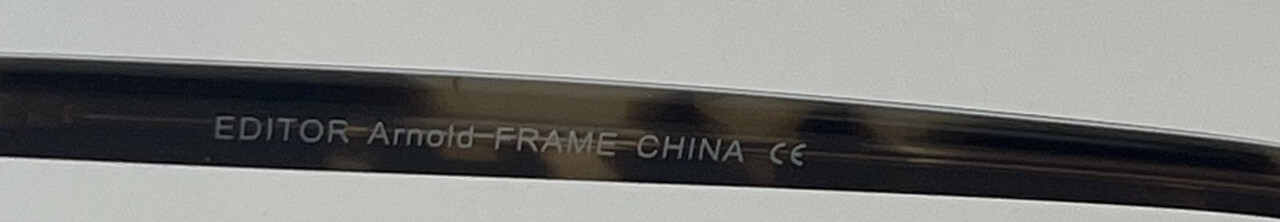 EDITOR Arnold FRAME CHINA CE